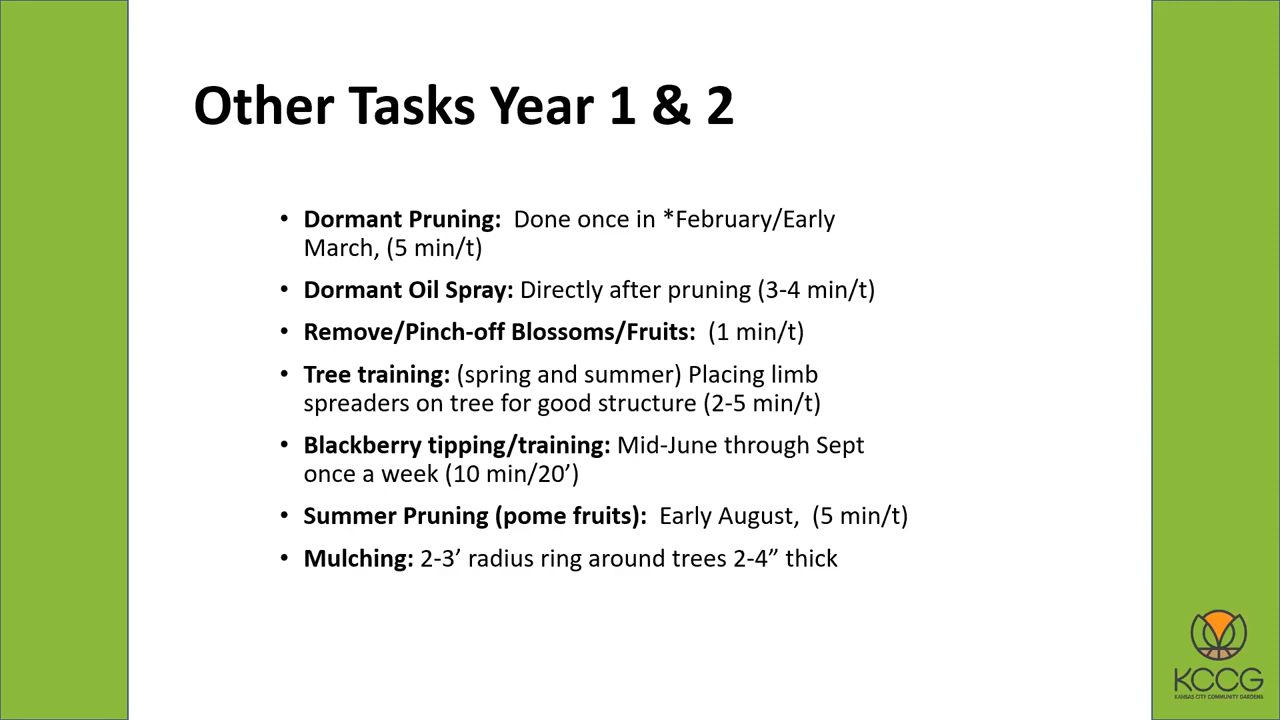 Other Tasks Year 1 & 2
• Dormant Pruning:  Done once in *February/Early
March, (5 min/t)
• Dormant Oil Spray: Directly after pruning (3-4 min/t)
• Remove/Pinch-off Blossoms/Fruits:  (1 min/t)
• Tree training: (spring and summer) Placing limb
spreaders on tree for good structure (2-5 min/t)
• Blackberry tipping/training: Mid-June through Sept
once a week (10 min/20’)
• Summer Pruning (pome fruits):  Early August,  (5 min/t)
• Mulching: 2-3’ radius ring around trees 2-4” thick
KCCG
KANSAS CITY COMMUNITY GARDENS